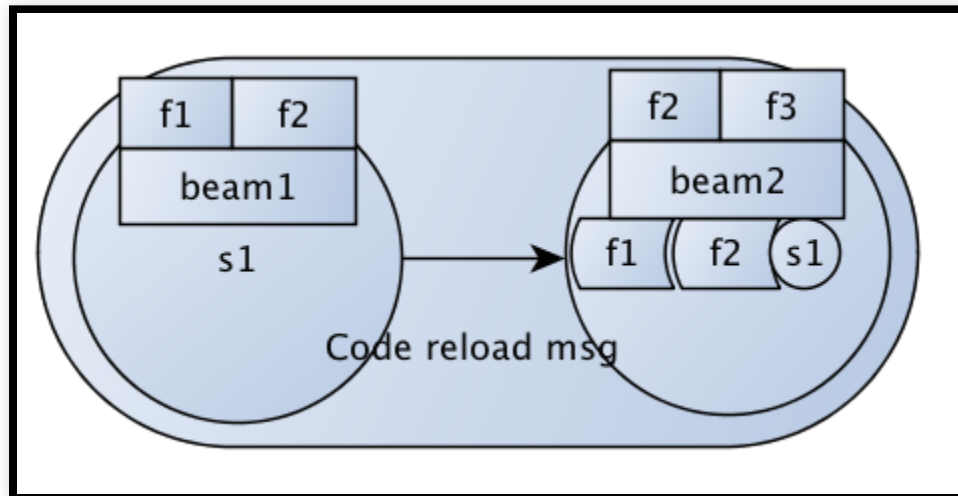 f1 f2
beam1
s1
Code reload msg
f2 f3
beam2
f1 f2 s1